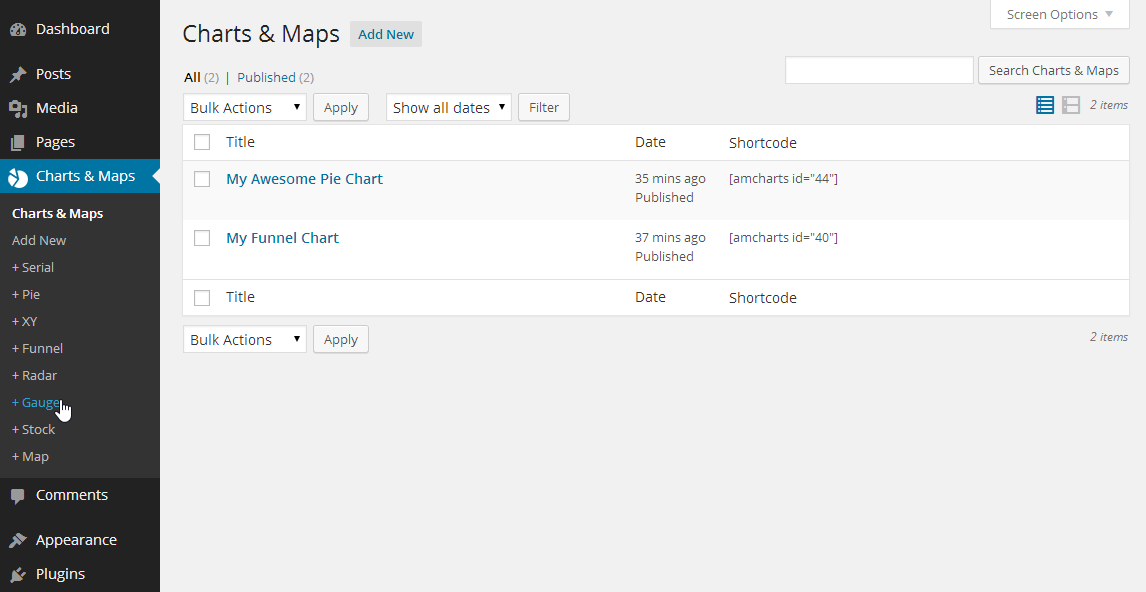 Dashboard
Posts
Media
Pages
Charts & Maps
Charts & Maps
Add New
+ Serial
+ Pie
+ XY
+ Funnel
+ Radar
+ Gauge
+ Stock
+ Map
Comments
Appearance
Plugins
Screen Options
Charts & Maps Add New
All (2) | Published (2)
Search Charts & Maps
Bulk Actions Apply Show all dates Filter 2 items
Title Date Shortcode
My Awesome Pie Chart 35 mins ago [amcharts id="44"]
Published
My Funnel Chart 37 mins ago [amcharts id="40"]
Published
Title Date Shortcode
Bulk Actions Apply 2 items